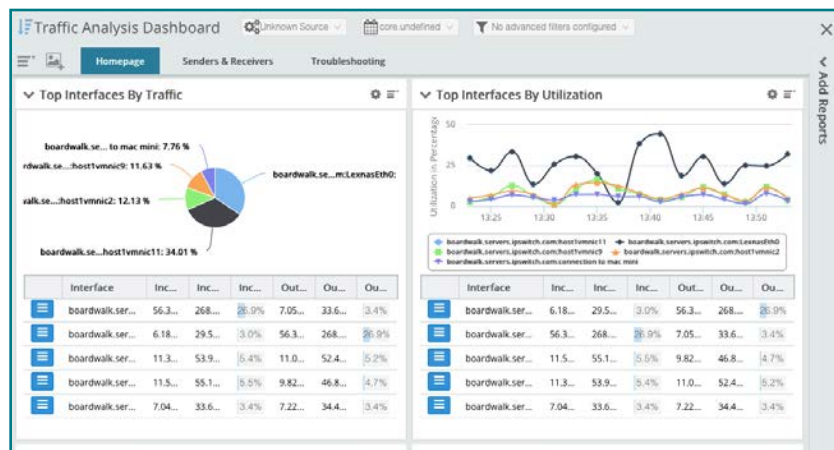 Traffic Analysis Dashboard
Unknown Source
core.undefined
No advanced filters configured
Homepage
Senders & Receivers
Troubleshooting
Add Reports
Top Interfaces By Traffic
boardwalk.se... to mac mini: 7.76 %
rdwalk.se...:host1vmnic9: 11.63 %
walk.se...:host1vmnic2: 12.13 %
boardwalk.se...m:LexnasEth0:
boardwalk.se...host1vmnic11: 34.01 %
Interface Inc... Inc... Inc... Out... Ou... Ou...
boardwalk.ser... 56.3... 268.... 26.9% 7.05... 33.6... 3.4%
boardwalk.ser... 6.18... 29.5... 3.0% 56.3... 268.... 26.9%
boardwalk.ser... 11.3... 53.9... 5.4% 11.0... 52.4... 5.2%
boardwalk.ser... 11.5... 55.1... 5.5% 9.82... 46.8... 4.7%
boardwalk.ser... 7.04... 33.6... 3.4% 7.22... 34.4... 3.4%
Top Interfaces By Utilization
Utilization in Percentage
50
25
0
13:25 13:30 13:35 13:40 13:45 13:50
boardwalk.servers.ipswitch.com:host1vmnic11 boardwalk.servers.ipswitch.com:LexnasEth0
boardwalk.servers.ipswitch.com:host1vmnic9 boardwalk.servers.ipswitch.com:host1vmnic2
boardwalk.servers.ipswitch.com:connection to mac mini
Interface Inc... Inc... Inc... Out... Ou... Ou...
boardwalk.ser... 6.18... 29.5... 3.0% 56.3... 268.... 26.9%
boardwalk.ser... 56.3... 268.... 26.9% 7.05... 33.6... 3.4%
boardwalk.ser... 11.5... 55.1... 5.5% 9.82... 46.8... 4.7%
boardwalk.ser... 11.3... 53.9... 5.4% 11.0... 52.4... 5.2%
boardwalk.ser... 7.04... 33.6... 3.4% 7.22... 34.4... 3.4%